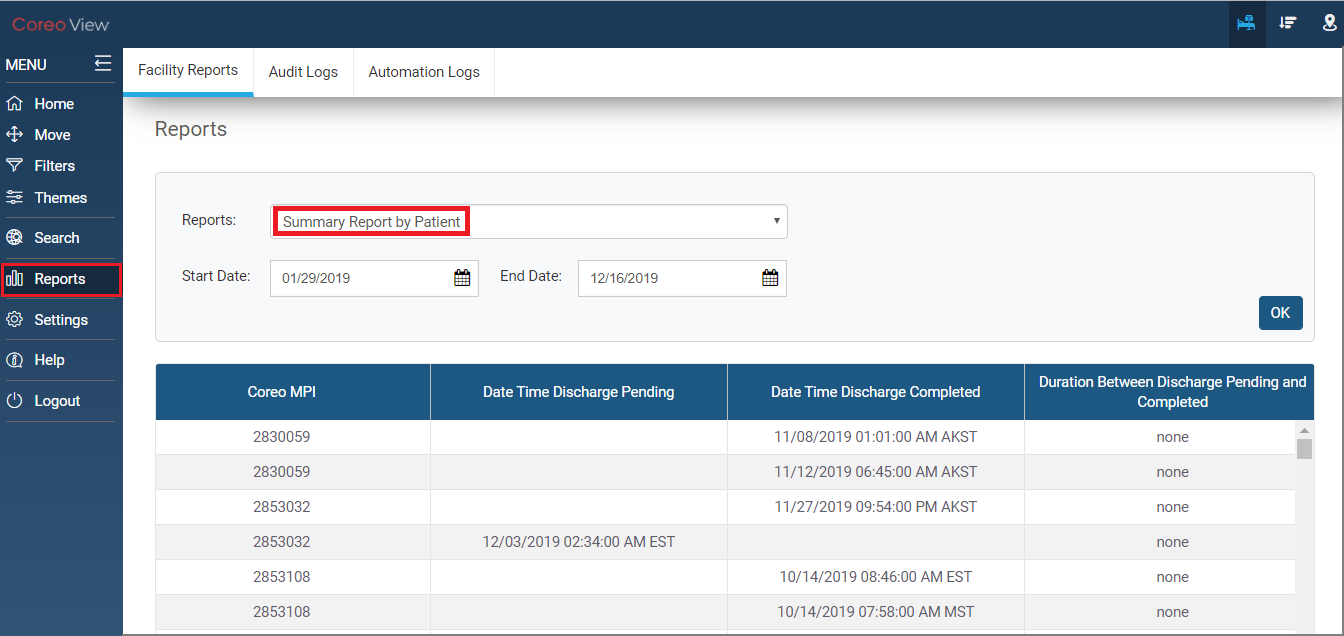 Coreo View
MENU
Home
Move
Filters
Themes
Search
Reports
Settings
Help
Logout
Facility Reports
Audit Logs
Automation Logs
Reports
Reports:
Summary Report by Patient
Start Date:
01/29/2019
End Date:
12/16/2019
OK
Coreo MPI
Date Time Discharge Pending
Date Time Discharge Completed
Duration Between Discharge Pending and
Completed
2830059 11/08/2019 01:01:00 AM AKST none
2830059 11/12/2019 06:45:00 AM AKST none
2853032 11/27/2019 09:54:00 PM AKST none
2853032 12/03/2019 02:34:00 AM EST none
2853108 10/14/2019 08:46:00 AM EST none
2853108 10/14/2019 07:58:00 AM MST none